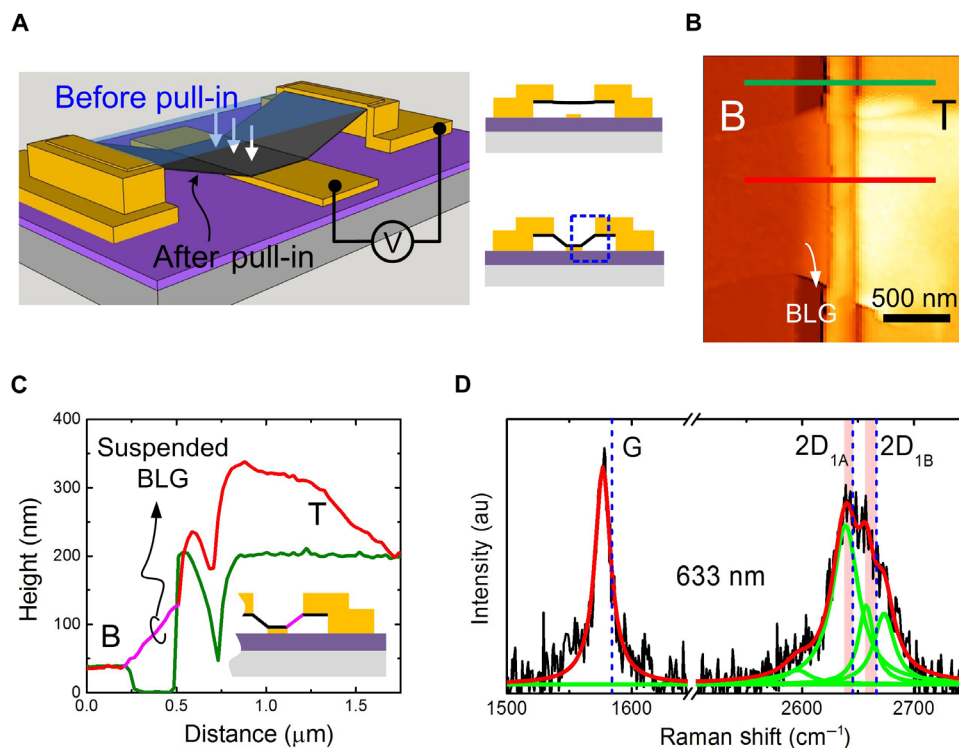 A
Before pull-in
After pull-in
V
B
B
T
BLG
500 nm
C
400
300
200
100
0
Height (nm)
Suspended
BLG
T
B
0.0
0.5
1.0
1.5
Distance (μm)
D
G
2D1A
2D1B
633 nm
Intensity (au)
1500
1600
2600
2700
Raman shift (cm⁻¹)